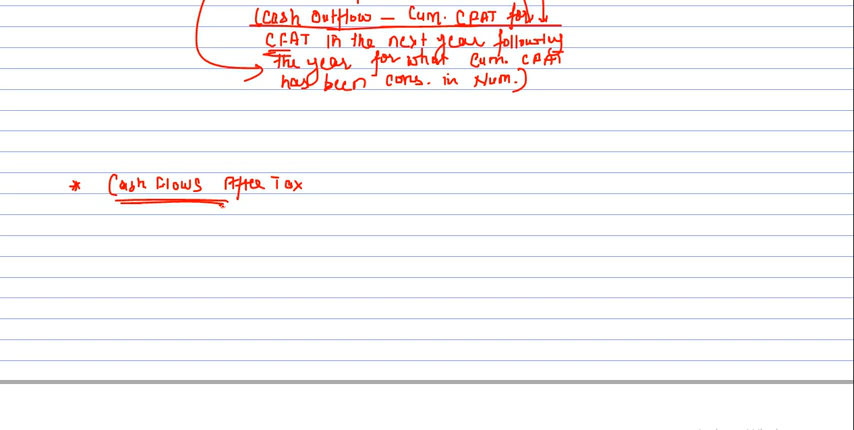 (Cash Outflow – Cum. CFAT for
CFAT in the next year following
the year for what Cum. CFAT
has been cons. in Num.)
* Cash Flows After Tax